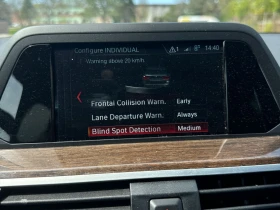 Configure INDIVIDUAL 1 14:40
Warning above 20 km/h
Frontal Collision Warn. Early
Lane Departure Warn. Always
Blind Spot Detection Medium